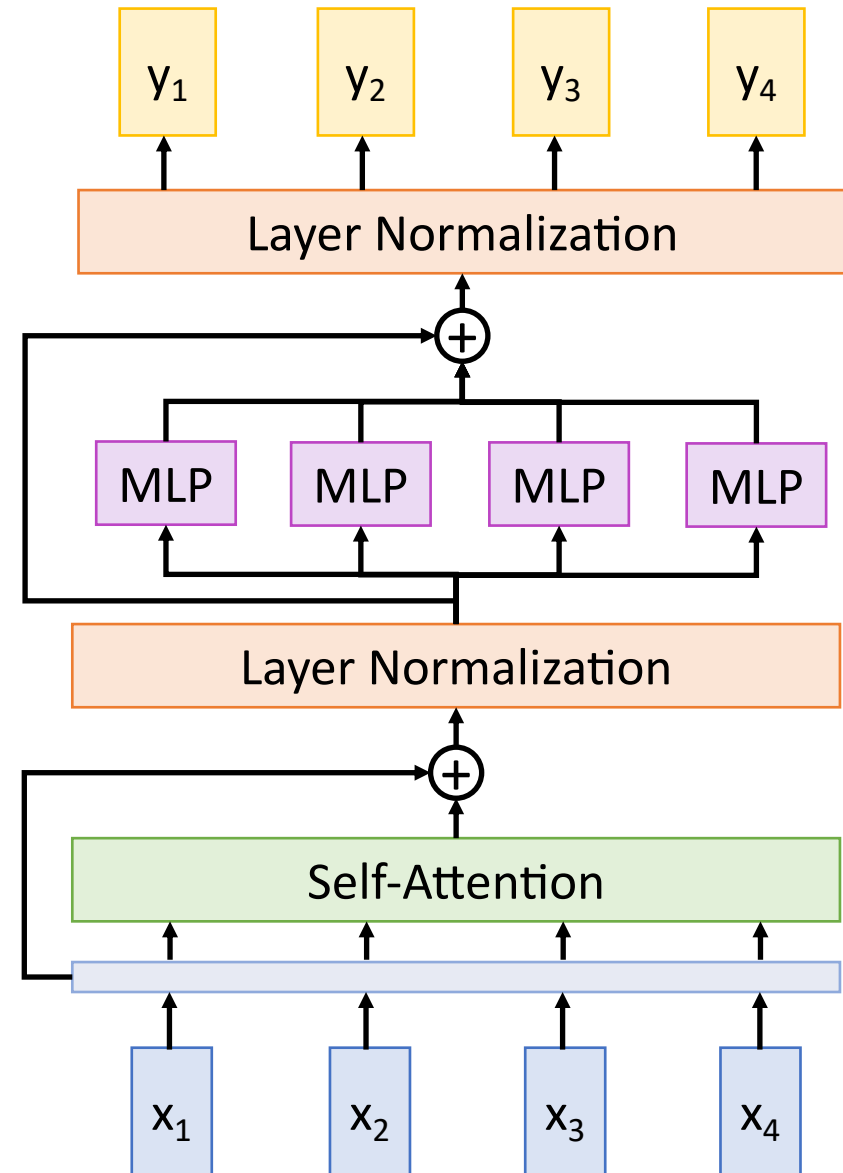 y₁ y₂ y₃ y₄
Layer Normalization
+
MLP MLP MLP MLP
Layer Normalization
+
Self-Attention
x₁ x₂ x₃ x₄